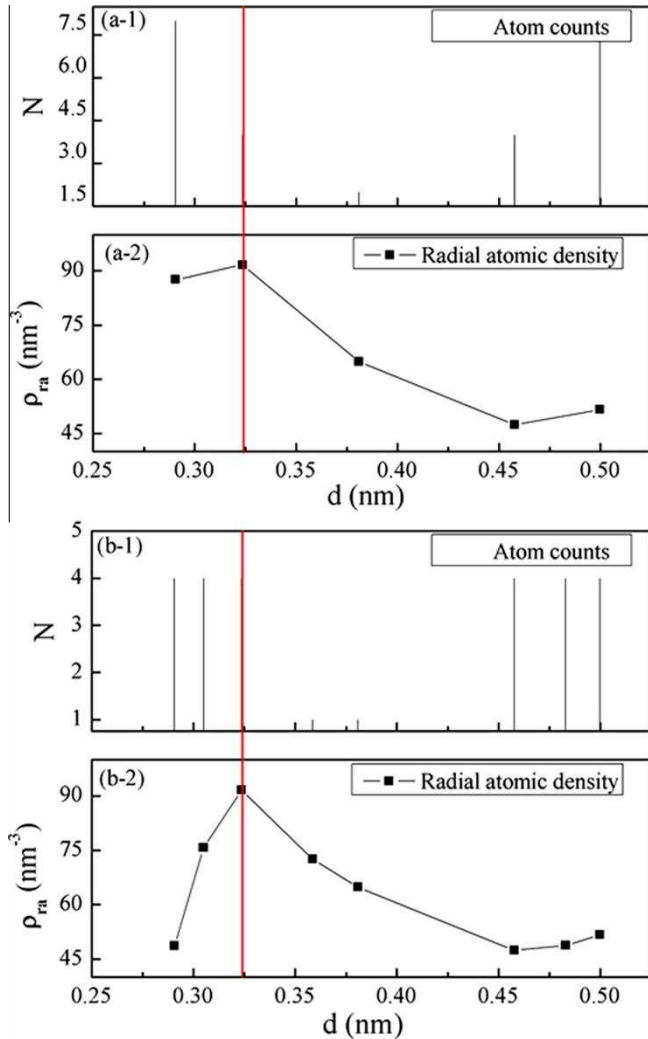 (a-1)
Atom counts
7.5
6.0
4.5
3.0
1.5
N
(a-2)
Radial atomic density
90
75
60
45
ρra (nm-3)
0.25 0.30 0.35 0.40 0.45 0.50
d (nm)
(b-1)
Atom counts
5
4
3
2
1
N
(b-2)
Radial atomic density
90
75
60
45
ρra (nm-3)
0.25 0.30 0.35 0.40 0.45 0.50
d (nm)